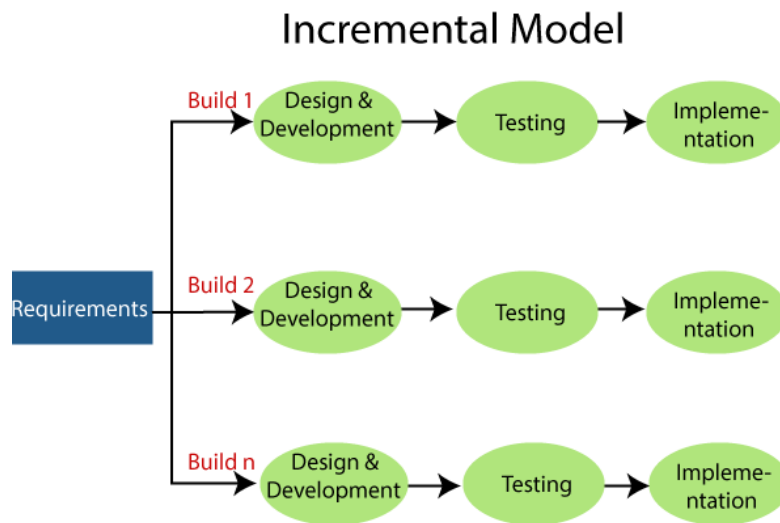 Incremental Model
Build 1
Design &
Development
Testing
Impleme-
ntation
Requirements
Build 2
Design &
Development
Testing
Impleme-
ntation
Build n
Design &
Development
Testing
Impleme-
ntation